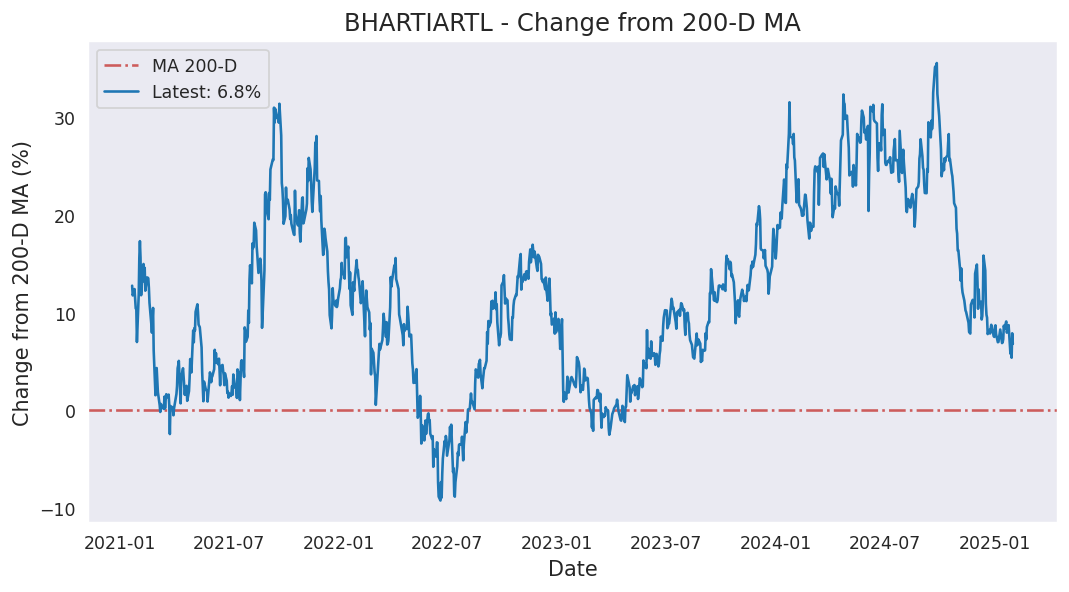 BHARTIARTL - Change from 200-D MA
MA 200-D
Latest: 6.8%
Change from 200-D MA (%)
30
20
10
0
−10
2021-01 2021-07 2022-01 2022-07 2023-01 2023-07 2024-01 2024-07 2025-01
Date